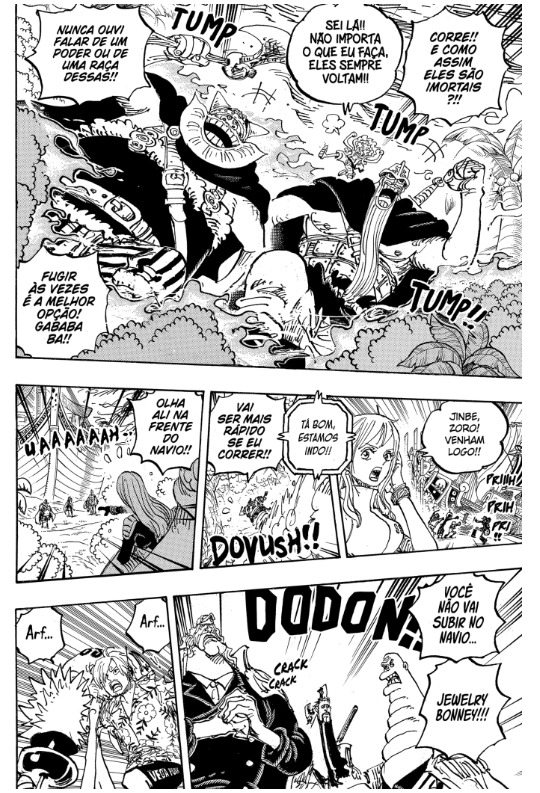 CORRE!!
E COMO
ASSIM
ELES SÃO
IMORTAIS
?!!
SEI LÁ!!
NÃO IMPORTA
O QUE EU FAÇA,
ELES SEMPRE
VOLTAM!!
NUNCA OUVI
FALAR DE UM
PODER OU DE
UMA RAÇA
DESSAS!!
TUMP
TUMP
FUGIR
ÀS VEZES
É A MELHOR
OPÇÃO!
GABABA
BA!!
TUMP!!
JINBE,
ZORO!
VENHAM
LOGO!!
PRIIH!
PRIH
PRI
!!
TÁ BOM,
ESTAMOS
INDO!!
VAI
SER MAIS
RÁPIDO
SE EU
CORRER!!
DOVUSH!!
OLHA
ALI NA
FRENTE
DO
NAVIO!!
UAAAAAAH...
VOCÊ
NÃO VAI
SUBIR NO
NAVIO...
JEWELRY
BONNEY!!!
DODON!!
CRACK
CRACK
Arf...
Arf...